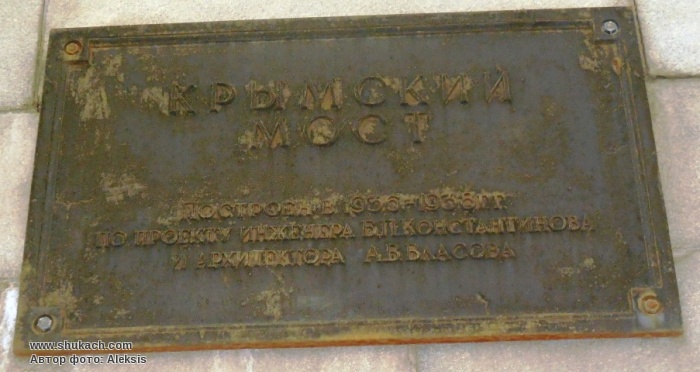 КРЫМСКИЙ
МОСТ
ПОСТРОЕН В 1936-1938 ГГ.
ПО ПРОЕКТУ ИНЖЕНЕРА Б.П. КОНСТАНТИНОВА
И АРХИТЕКТОРА А.В. ВЛАСОВА
www.shukach.com
Автор фото: Aleksis